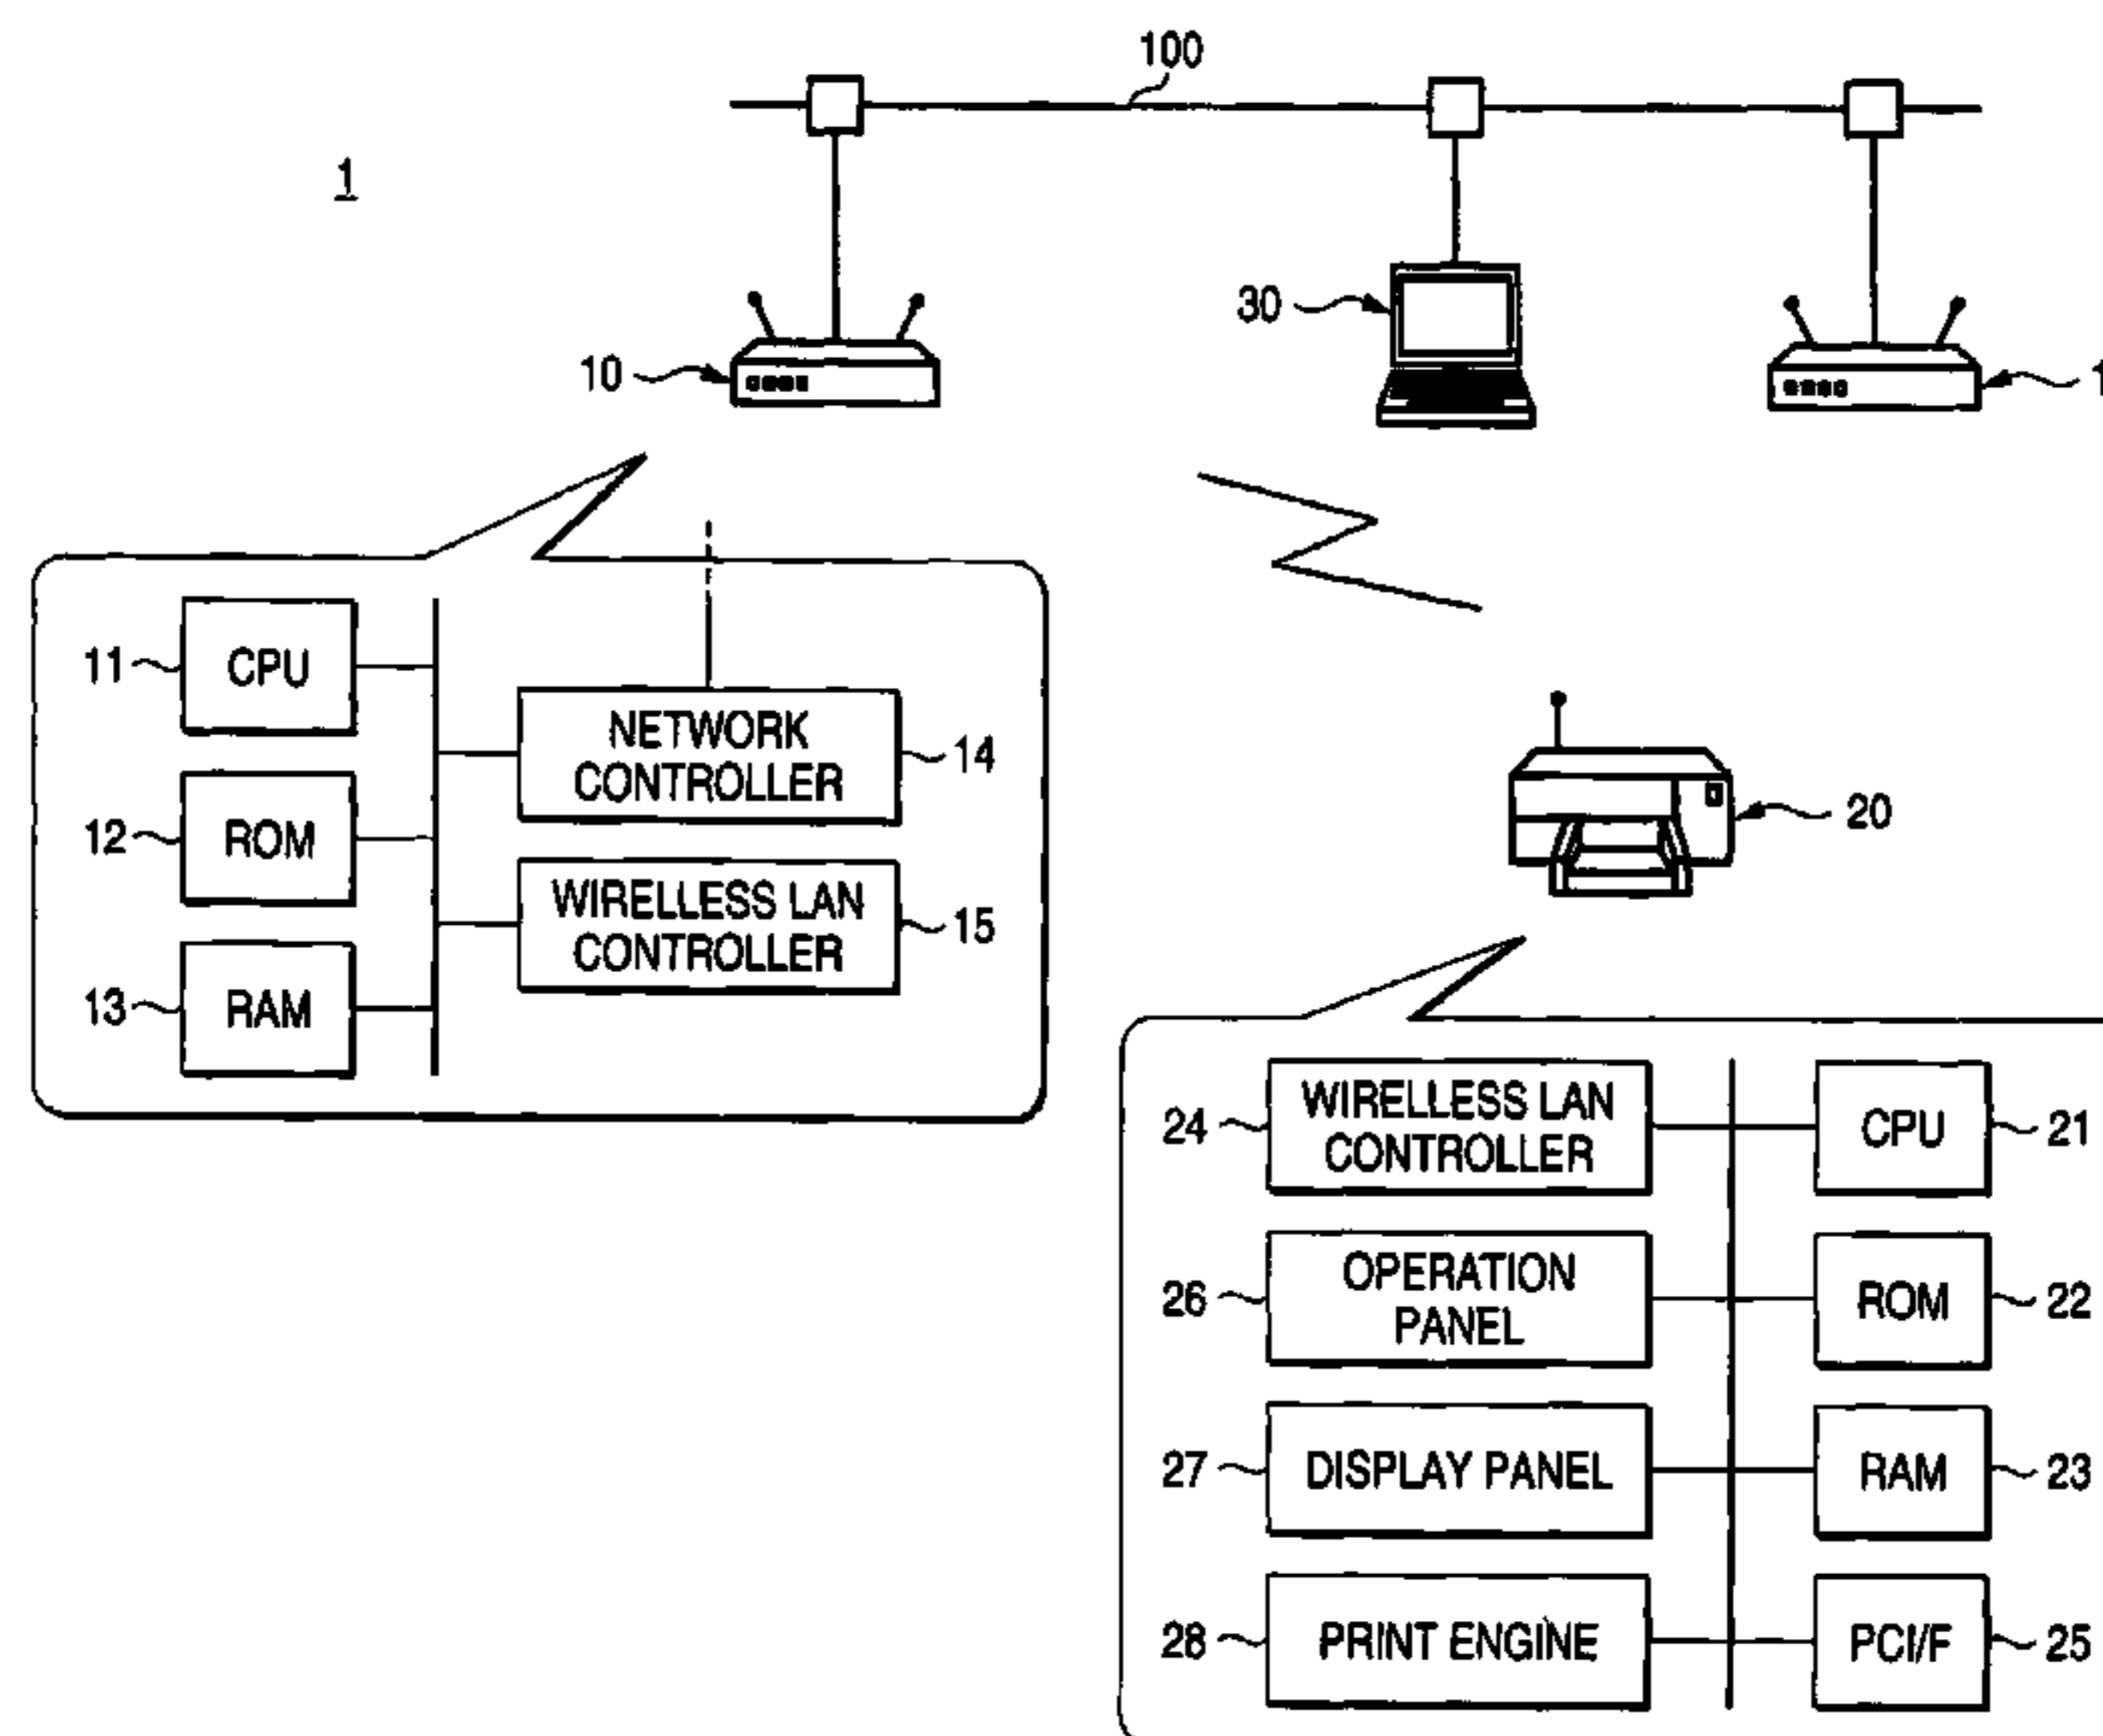 100
1
30
10
1
11
CPU
NETWORK
CONTROLLER
14
12
ROM
WIRELLESS LAN
CONTROLLER
15
13
RAM
20
24
WIRELLESS LAN
CONTROLLER
CPU
21
26
OPERATION
PANEL
ROM
22
27
DISPLAY PANEL
RAM
23
28
PRINT ENGINE
PCI/F
25